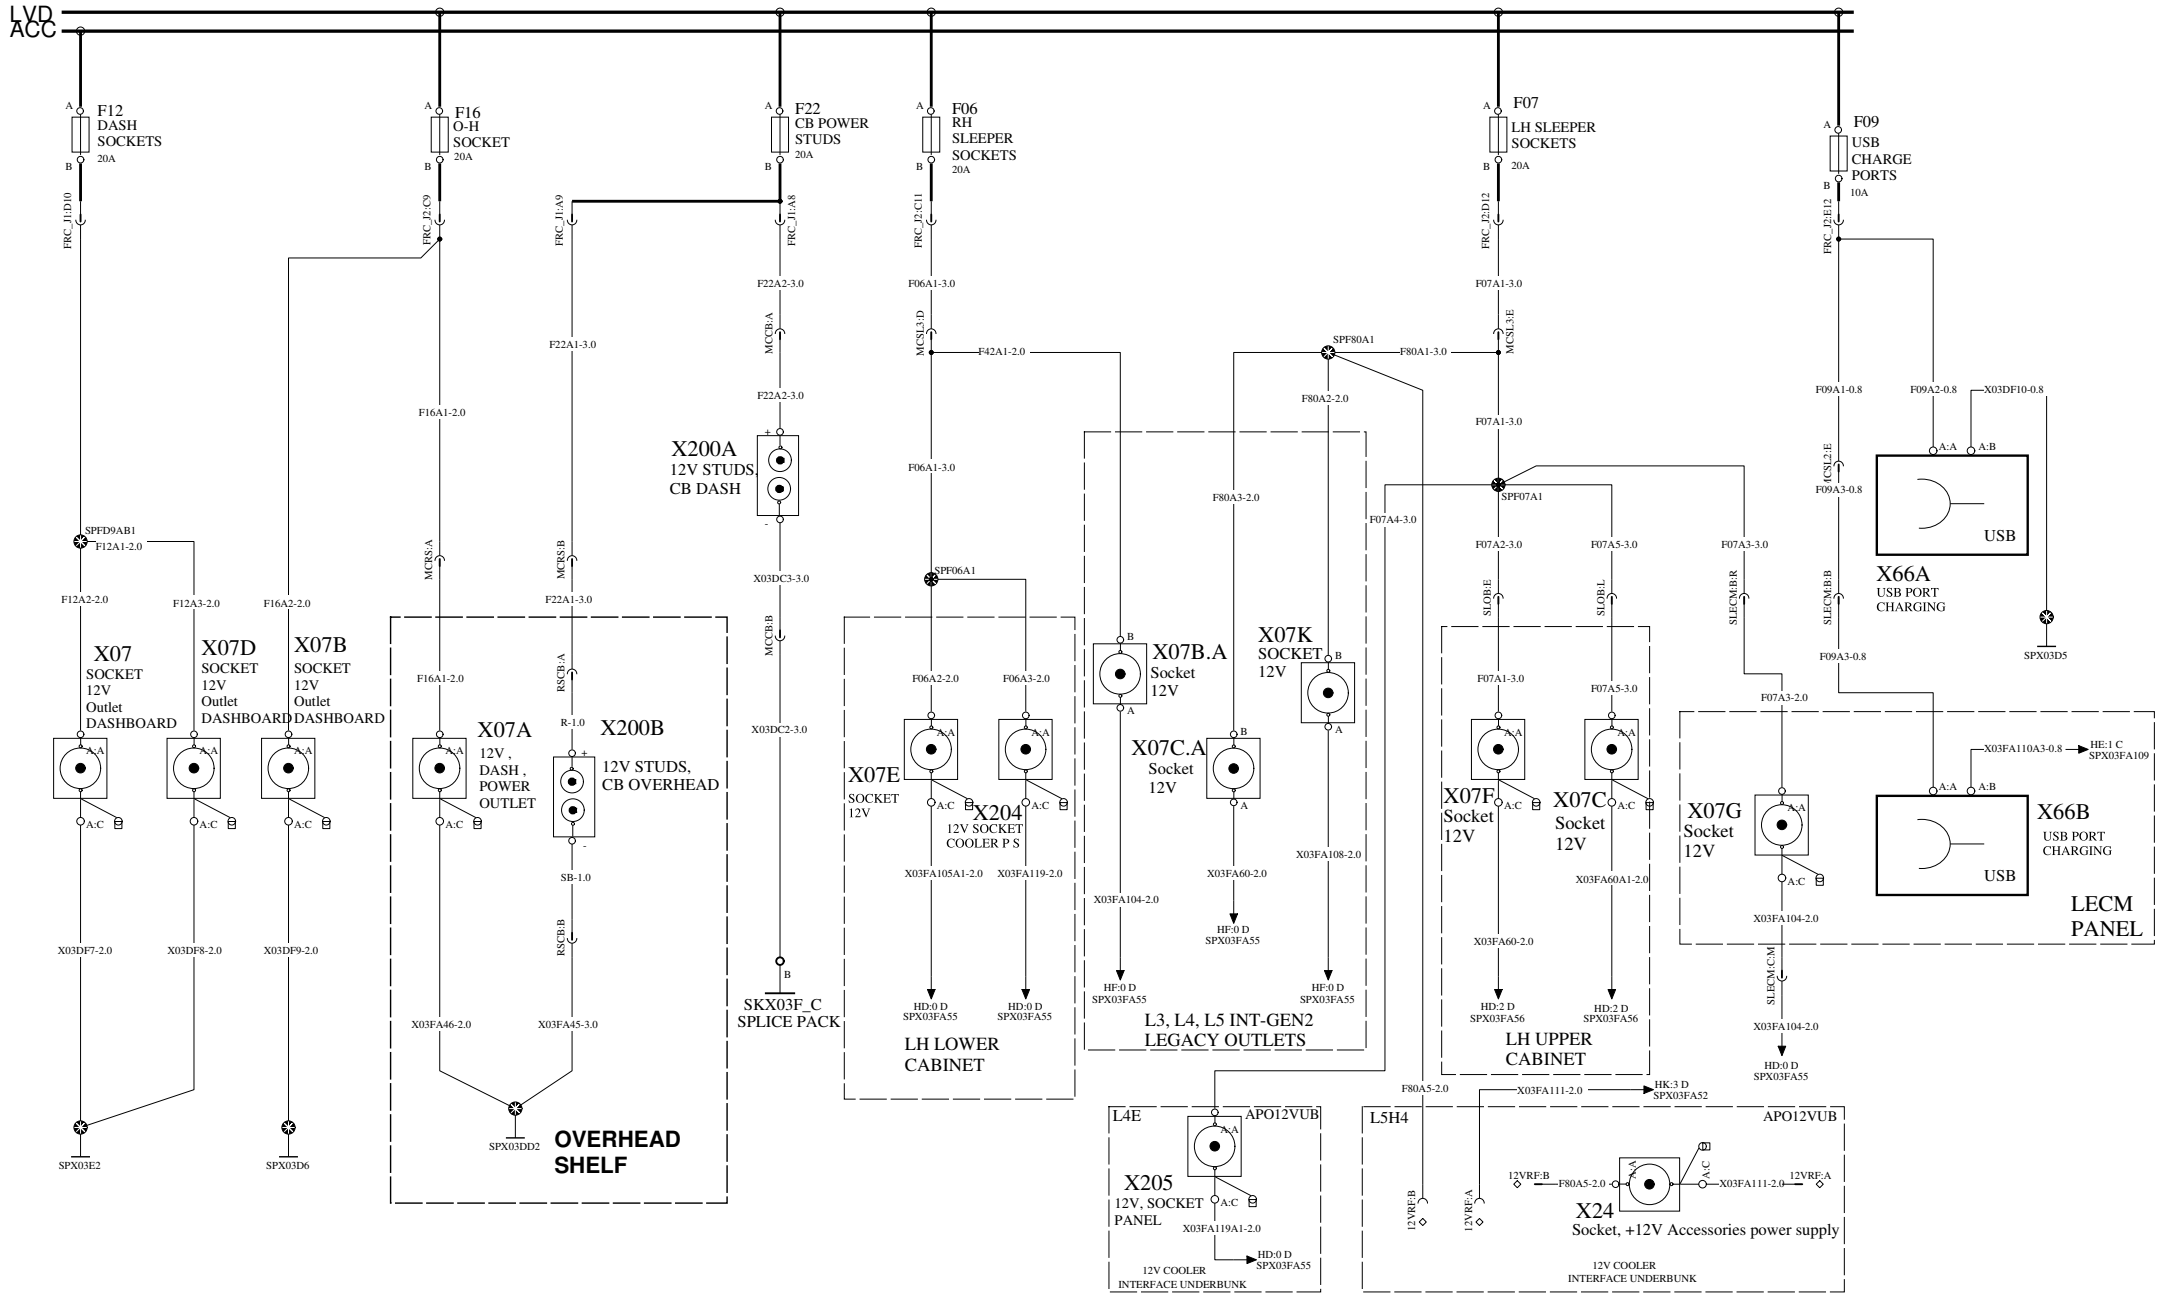 LVD
ACC
A
F12
DASH
SOCKETS
20A
B
FRC_J1:D10
A
F16
O-H
SOCKET
20A
B
FRC_J2:C9
A
F22
CB POWER
STUDS
20A
B
FRC_J1:A9
FRC_J1:A8
A
F06
RH
SLEEPER
SOCKETS
20A
B
FRC_J2:C11
A
F07
LH SLEEPER
SOCKETS
20A
B
FRC_J2:D12
A
F09
USB
CHARGE
PORTS
10A
B
FRC_J2:E12
F22A2-3.0
F06A1-3.0
F07A1-3.0
MCCB:A
MCSL3:D
MCSL3:E
F22A1-3.0
F42A1-2.0
SPF80A1
F80A1-3.0
F16A1-2.0
F22A2-3.0
F80A2-2.0
F07A1-3.0
F09A1-0.8
F09A2-0.8
X03DF10-0.8
X200A
12V STUDS,
CB DASH
+
-
F06A1-3.0
F80A3-2.0
F07A4-3.0
SPF07A1
MCSL2:E
F09A3-0.8
A:A
A:B
USB
X66A
USB PORT
CHARGING
SPX03D5
SPFD9AB1
F12A1-2.0
MCRS:A
MCRS:B
X03DC3-3.0
SPF06A1
F07A2-3.0
F07A5-3.0
F07A3-3.0
F12A2-2.0
F12A3-2.0
F16A2-2.0
F22A1-3.0
MCCB:B
SLOB:E
SLOB:L
SLECM:B:R
SLECM:B:B
X07
SOCKET
12V
Outlet
DASHBOARD
A:A
A:C
X07D
SOCKET
12V
Outlet
DASHBOARD
A:A
A:C
X07B
SOCKET
12V
Outlet
DASHBOARD
A:A
A:C
F16A1-2.0
RSCB:A
R-1.0
X07A
12V ,
DASH ,
POWER
OUTLET
A:A
A:C
X200B
12V STUDS,
CB OVERHEAD
+
-
SB-1.0
RSCB:B
X03DC2-3.0
F06A2-2.0
F06A3-2.0
X07E
SOCKET
12V
A:A
A:C
X204
12V SOCKET
COOLER P S
A:A
A:C
B
X07B.A
Socket
12V
A
X07C.A
Socket
12V
B
A
X07K
SOCKET
12V
B
A
F07A1-3.0
F07A5-3.0
X07F
Socket
12V
A:A
A:C
X07C
Socket
12V
A:A
A:C
F09A3-0.8
F07A3-2.0
X07G
Socket
12V
A:A
A:C
X03FA110A3-0.8
HE:1 C
SPX03FA109
A:A
A:B
USB
X66B
USB PORT
CHARGING
LECM
PANEL
X03FA105A1-2.0
X03FA119-2.0
X03FA104-2.0
X03FA60-2.0
X03FA108-2.0
X03FA60A1-2.0
X03FA60-2.0
X03FA104-2.0
SLECM:C:M
X03FA104-2.0
HD:0 D
SPX03FA55
X03DF7-2.0
X03DF8-2.0
X03DF9-2.0
HF:0 D
SPX03FA55
B
SKX03F_C
SPLICE PACK
HD:0 D
SPX03FA55
HD:0 D
SPX03FA55
HF:0 D
SPX03FA55
HF:0 D
SPX03FA55
HD:2 D
SPX03FA56
HD:2 D
SPX03FA56
X03FA46-2.0
X03FA45-3.0
LH LOWER
CABINET
L3, L4, L5 INT-GEN2
LEGACY OUTLETS
LH UPPER
CABINET
SPX03E2
SPX03D6
SPX03DD2
OVERHEAD
SHELF
F80A5-2.0
X03FA111-2.0
HK:3 D
SPX03FA52
L4E
APO12VUB
A:A
X205
12V, SOCKET
PANEL
A:C
X03FA119A1-2.0
HD:0 D
SPX03FA55
12V COOLER
INTERFACE UNDERBUNK
L5H4
APO12VUB
12VRF:B
12VRF:A
12VRF:B
F80A5-2.0
A:A
A:C
X03FA111-2.0
12VRF:A
X24
Socket, +12V Accessories power supply
12V COOLER
INTERFACE UNDERBUNK